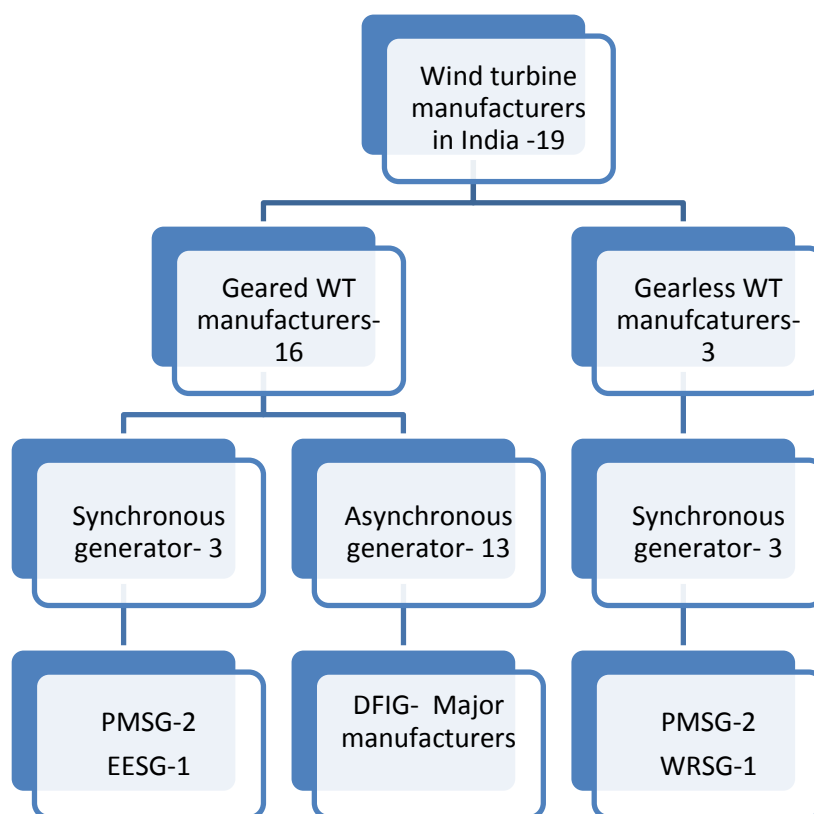 Wind turbine
manufacturers
in India -19
Geared WT
manufacturers-
16
Gearless WT
manufcaturers-
3
Synchronous
generator- 3
Asynchronous
generator- 13
Synchronous
generator- 3
PMSG-2
EESG-1
DFIG- Major
manufacturers
PMSG-2
WRSG-1